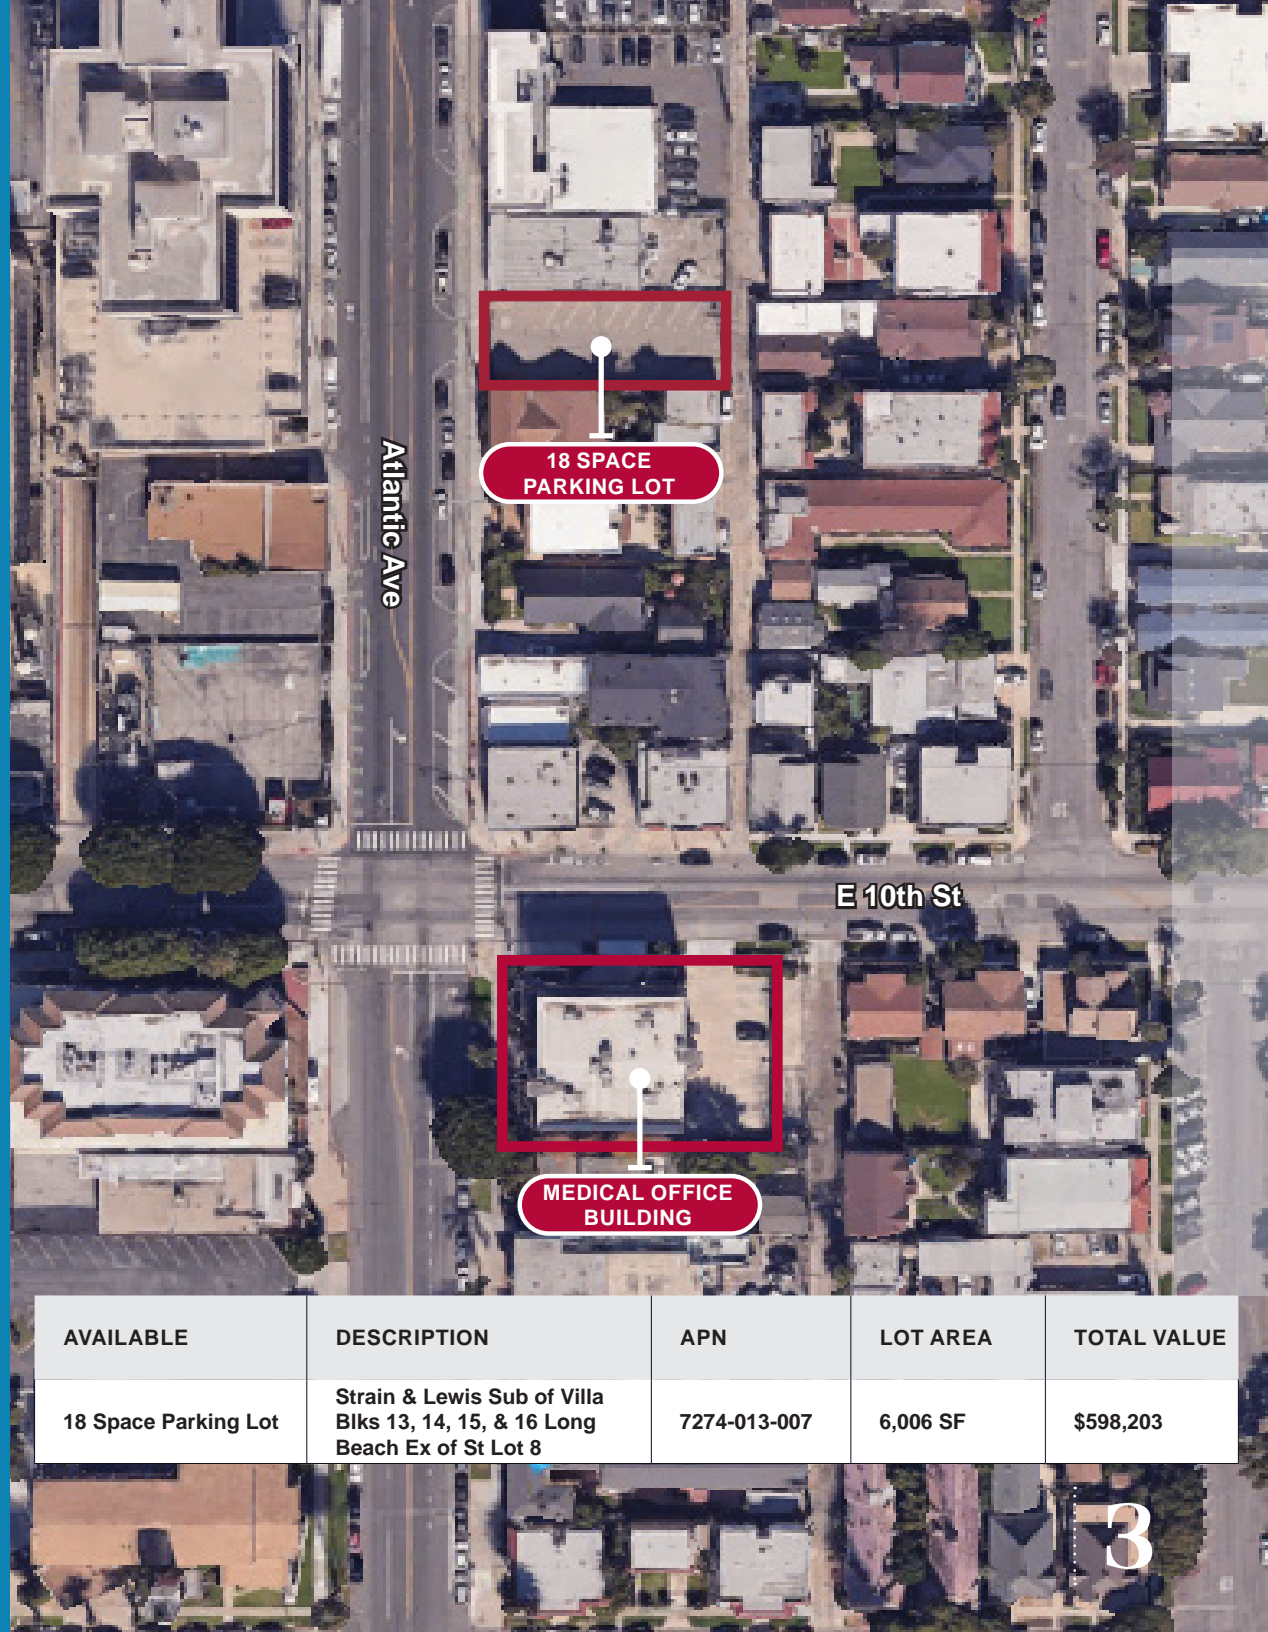 18 SPACE
PARKING LOT
Atlantic Ave
E 10th St
MEDICAL OFFICE
BUILDING
AVAILABLE DESCRIPTION APN LOT AREA TOTAL VALUE
18 Space Parking Lot
Strain & Lewis Sub of Villa
Blks 13, 14, 15, & 16 Long
Beach Ex of St Lot 8
7274-013-007
6,006 SF
$598,203
3